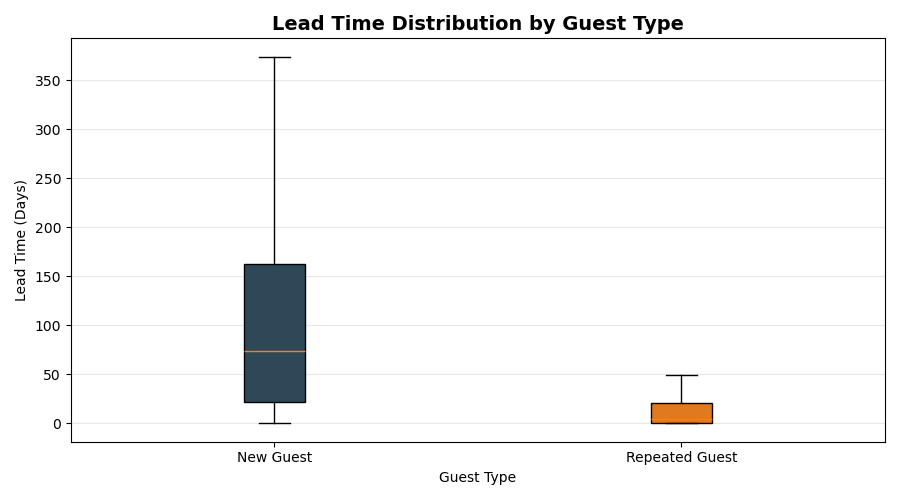 Lead Time Distribution by Guest Type
Lead Time (Days)
350
300
250
200
150
100
50
0
New Guest
Repeated Guest
Guest Type